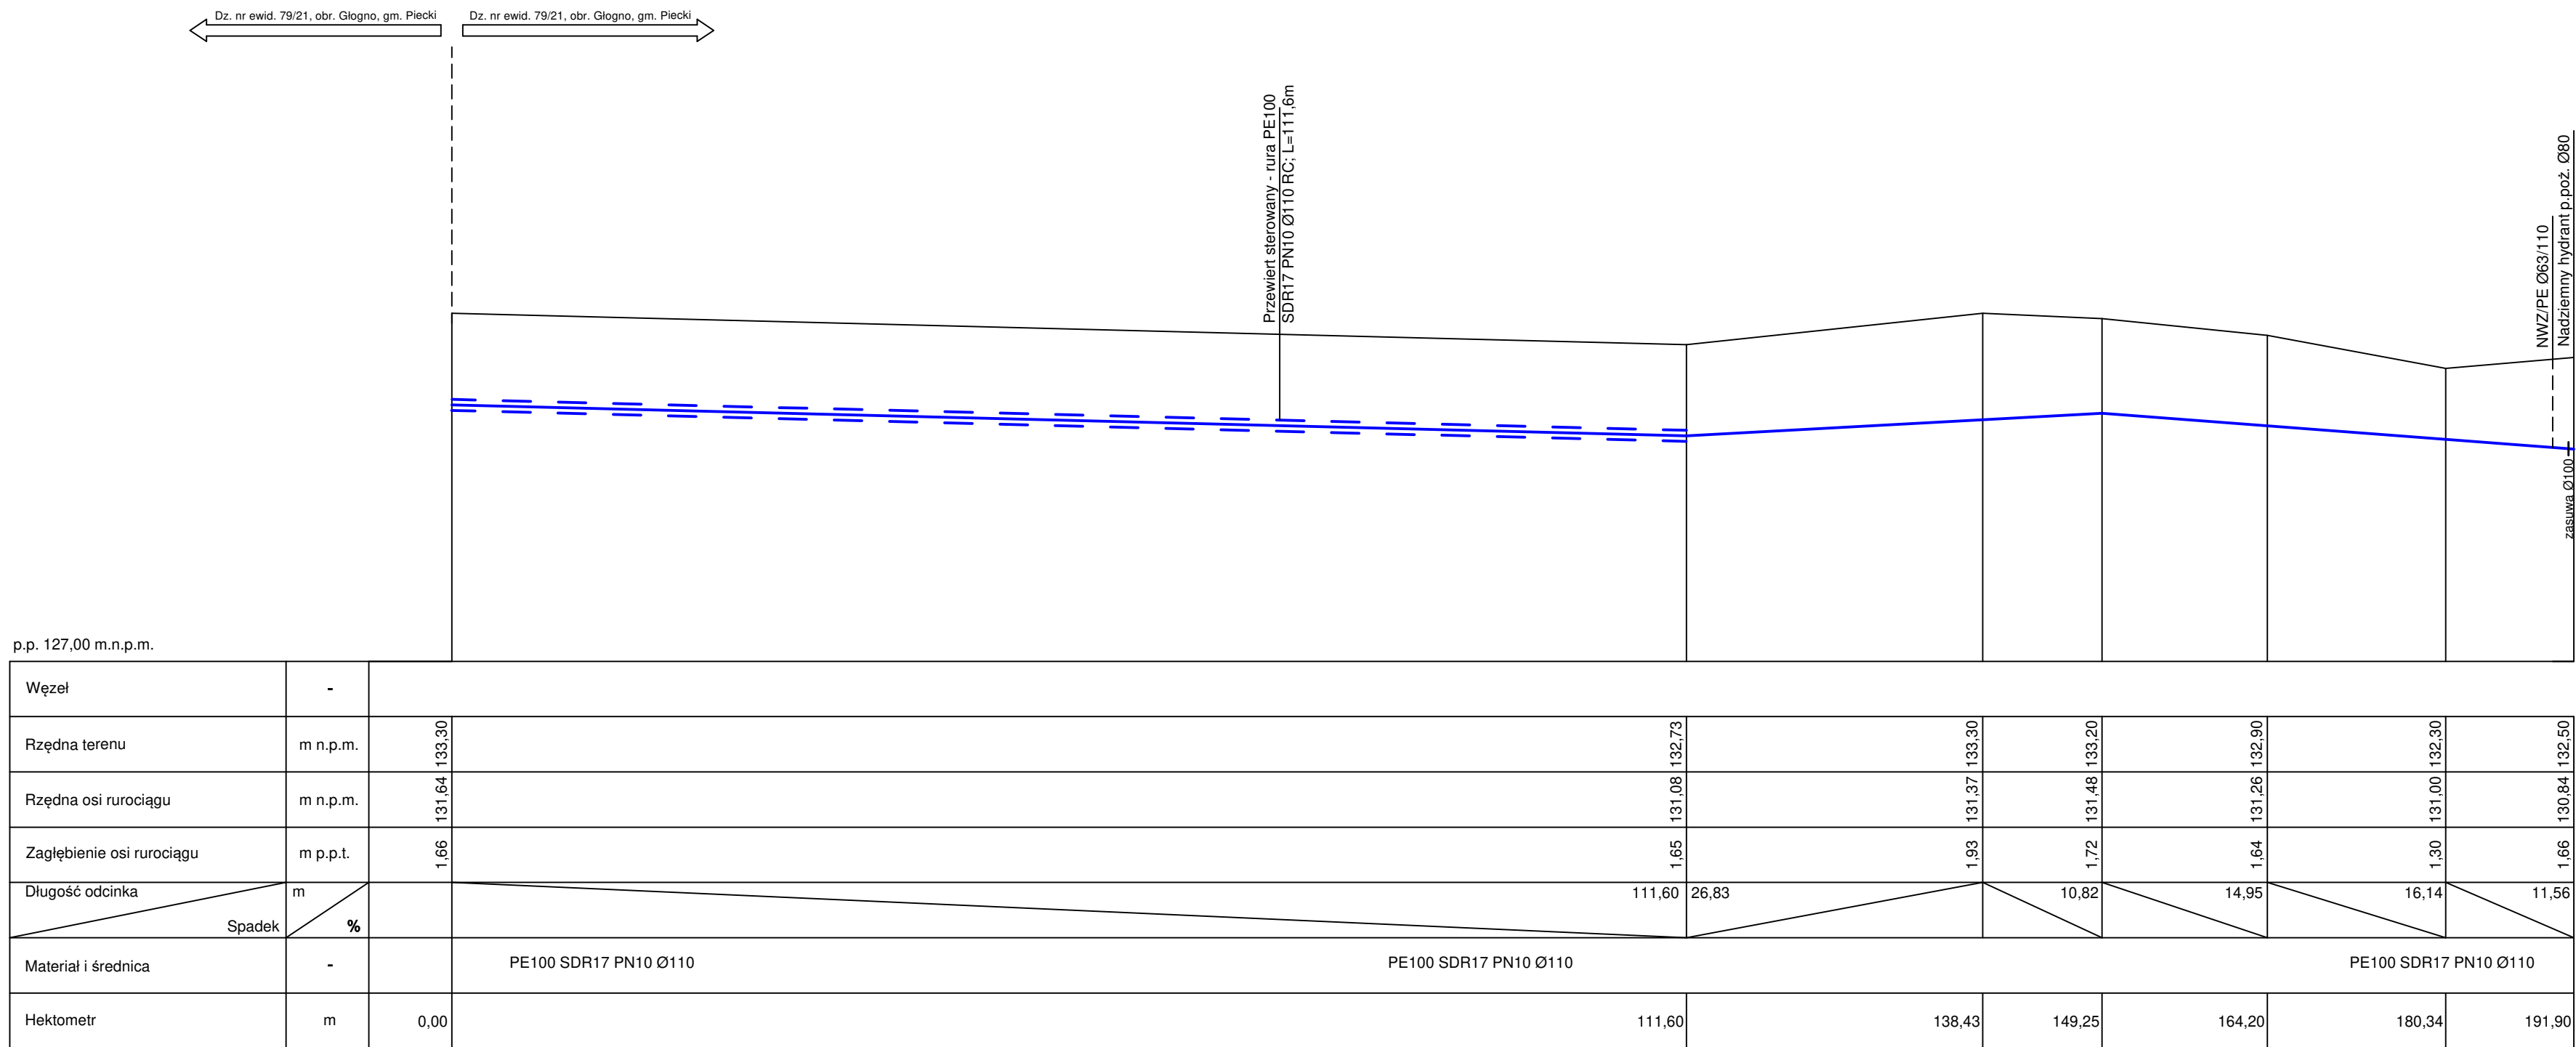 Dz. nr ewid. 79/21, obr. Głogno, gm. Piecki
Dz. nr ewid. 79/21, obr. Głogno, gm. Piecki
Przewiert sterowany - rura PE100
SDR17 PN10 Ø110 RC; L=111,6m
NWZ/PE Ø63/110
Nadziemny hydrant p.poż. Ø80
zasuwa Ø100
p.p. 127,00 m.n.p.m.
Węzeł -
Rzędna terenu m n.p.m. 133,30 132,73 133,30 133,20 132,90 132,30 132,50
Rzędna osi rurociągu m n.p.m. 131,64 131,08 131,37 131,48 131,26 131,00 130,84
Zagłębienie osi rurociągu m p.p.t. 1,66 1,65 1,93 1,72 1,64 1,30 1,66
Długość odcinka m 111,60 26,83 10,82 14,95 16,14 11,56
Spadek %
Materiał i średnica - PE100 SDR17 PN10 Ø110 PE100 SDR17 PN10 Ø110 PE100 SDR17 PN10 Ø110
Hektometr m 0,00 111,60 138,43 149,25 164,20 180,34 191,90